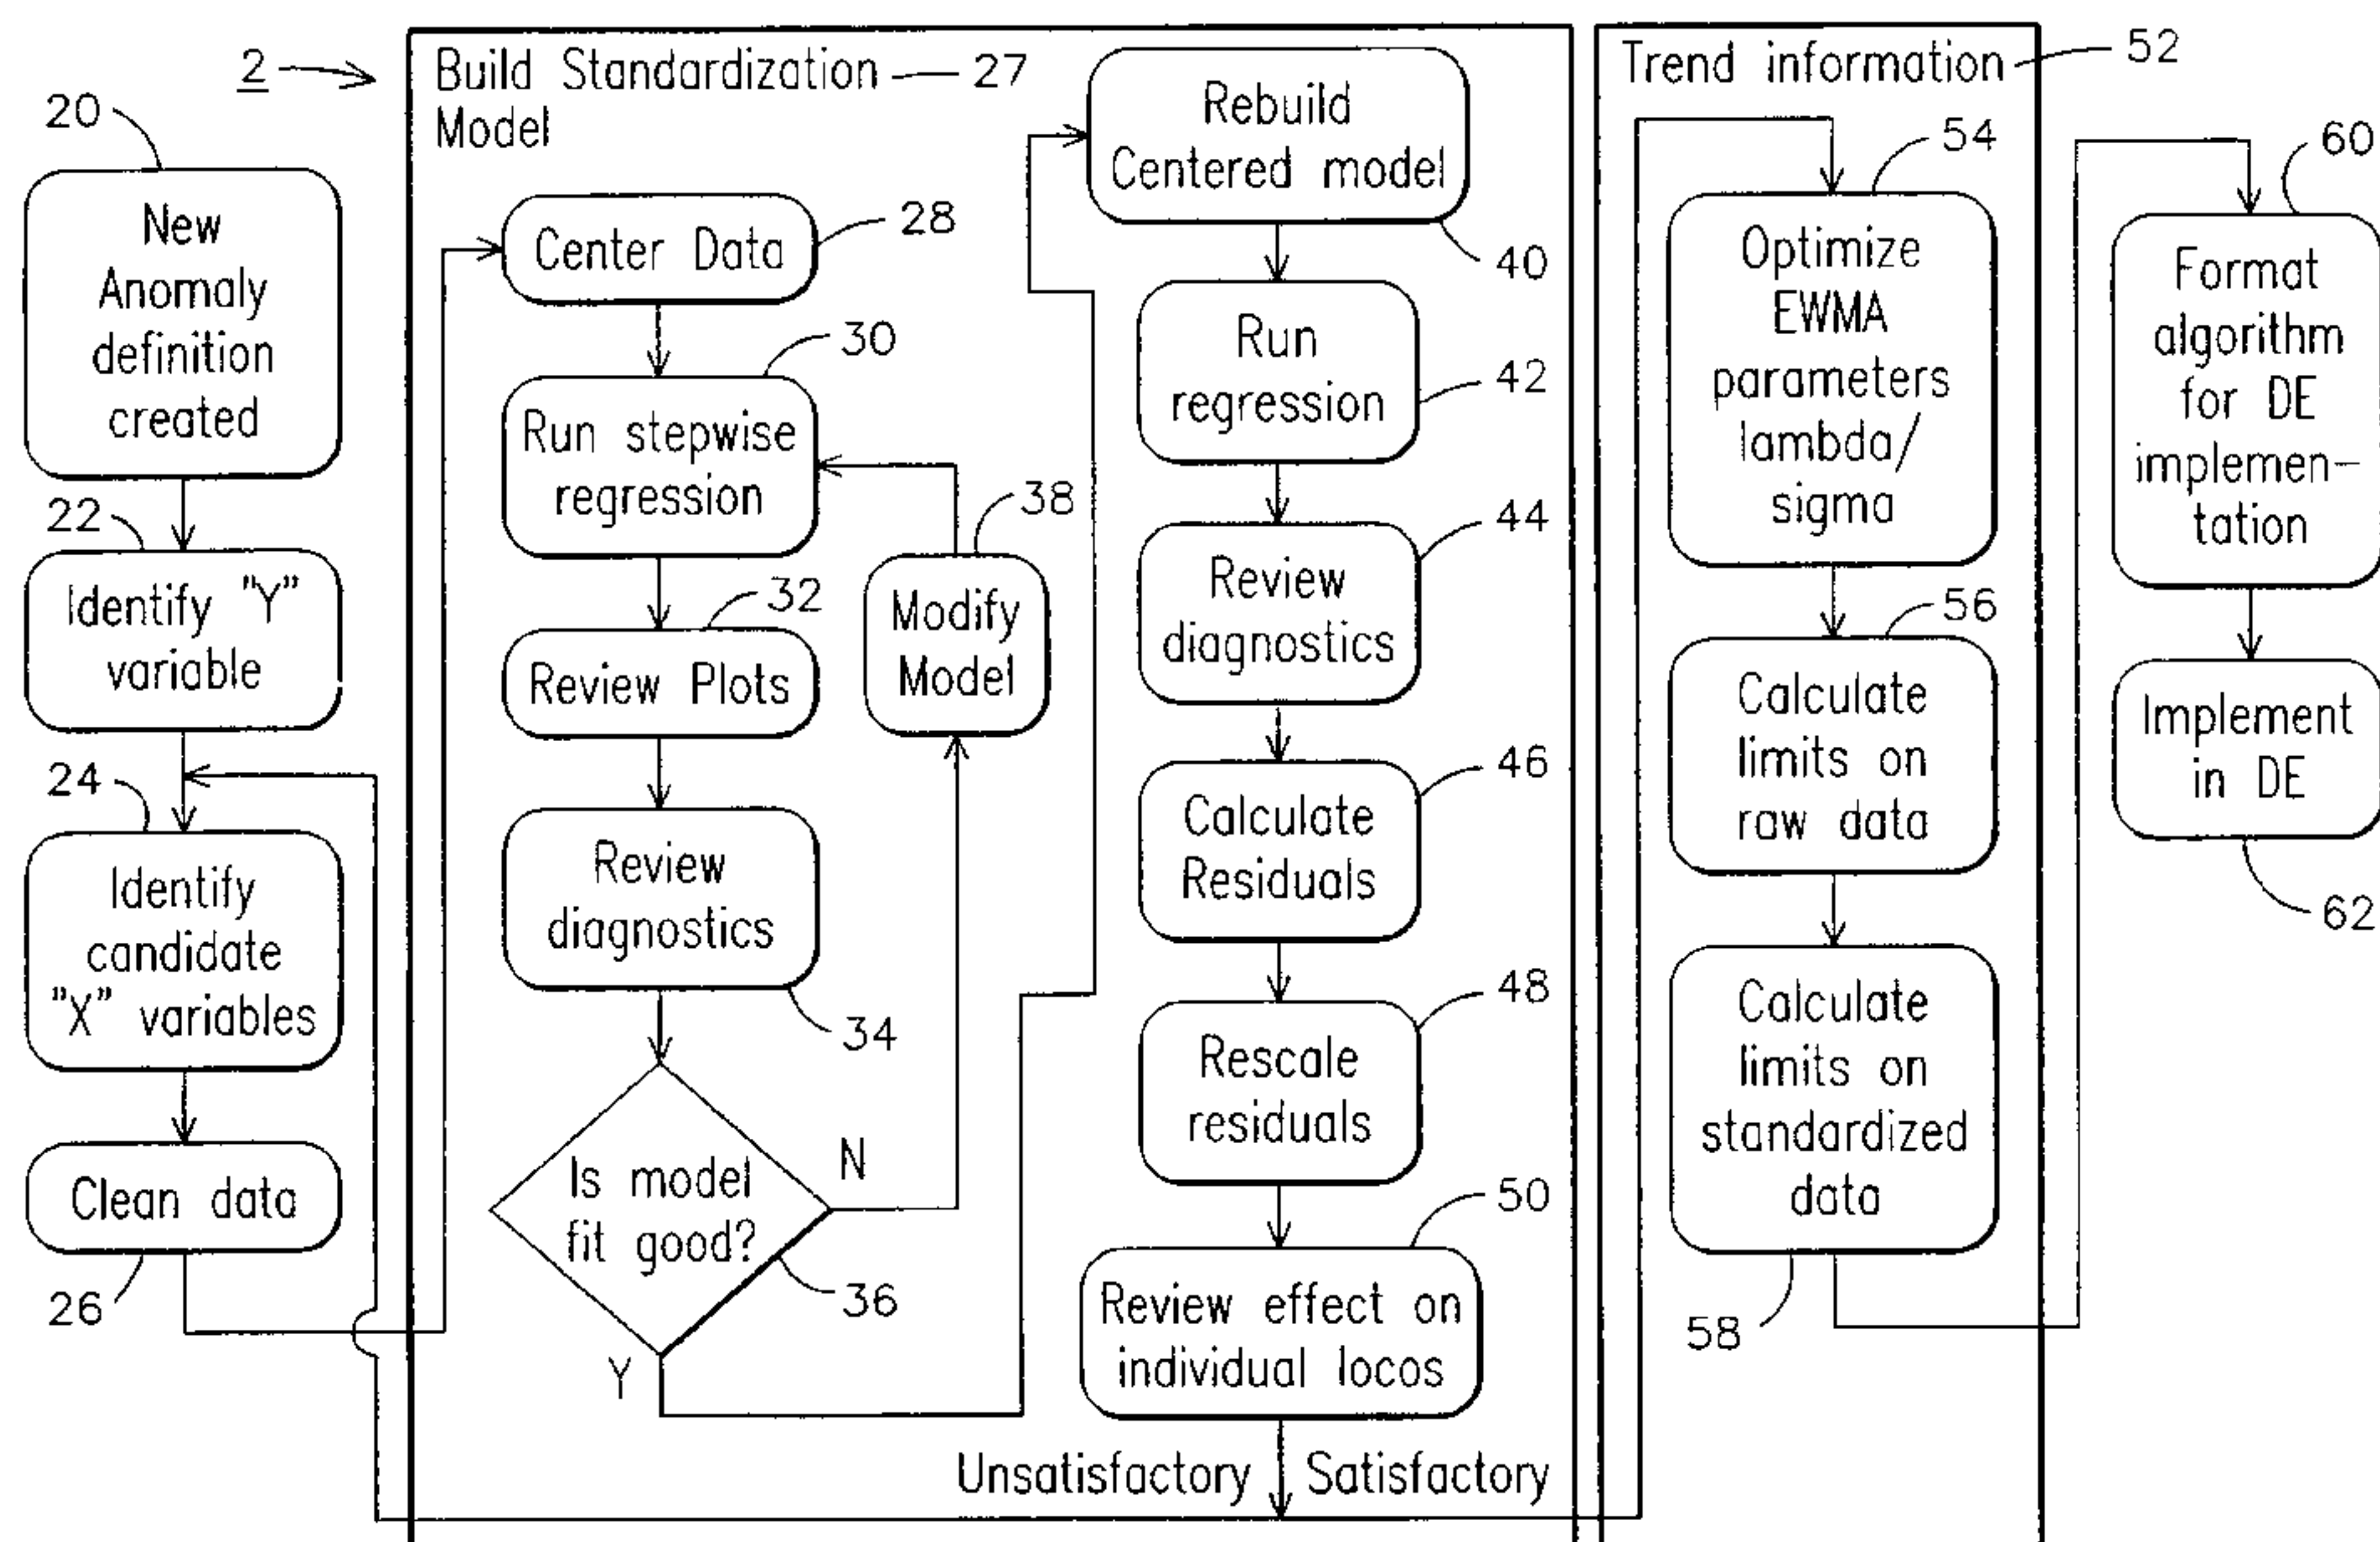 2
20
New
Anomaly
definition
created
22
Identify "Y"
variable
24
Identify
candidate
"X" variables
Clean data
26
Build Standardization
Model
27
Center Data
28
30
Run stepwise
regression
32
Review Plots
Review
diagnostics
34
Is model
fit good?
36
N
Y
38
Modify
Model
Rebuild
Centered model
40
Run
regression
42
Review
diagnostics
44
Calculate
Residuals
46
Rescale
residuals
48
50
Review effect on
individual locos
Unsatisfactory
Satisfactory
Trend information
52
54
Optimize
EWMA
parameters
lambda/
sigma
56
Calculate
limits on
raw data
Calculate
limits on
standardized
data
58
60
Format
algorithm
for DE
implemen-
tation
Implement
in DE
62